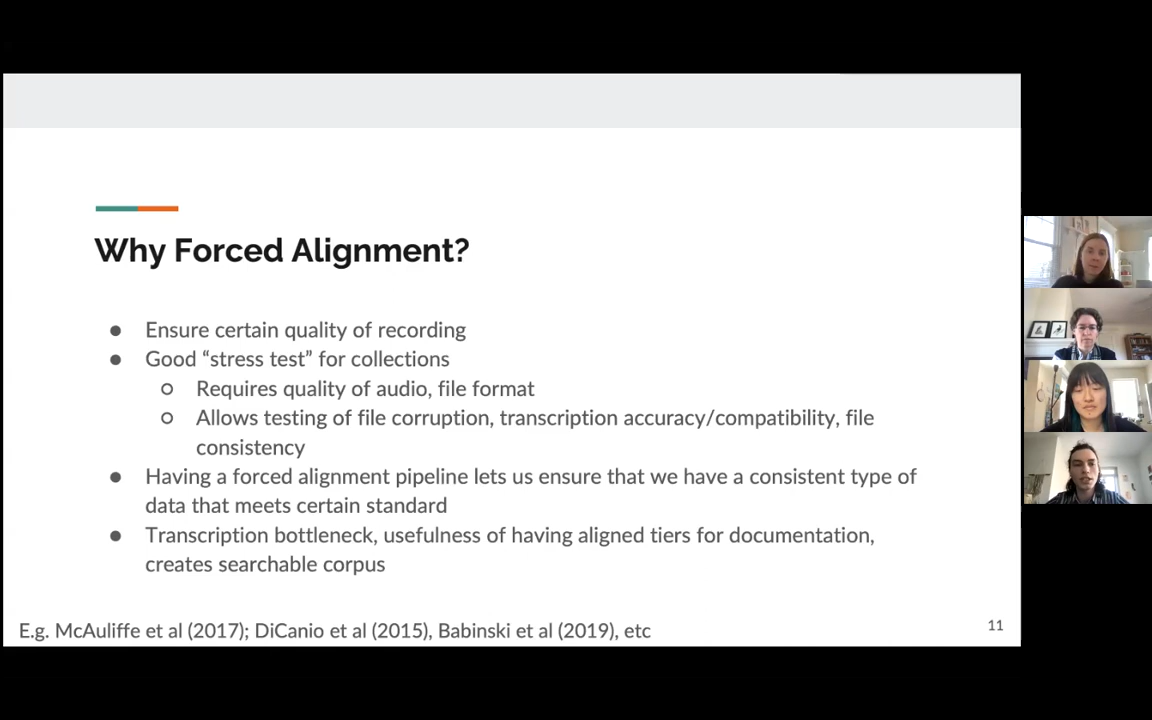 Why Forced Alignment?
● Ensure certain quality of recording
● Good “stress test” for collections
○ Requires quality of audio, file format
○ Allows testing of file corruption, transcription accuracy/compatibility, file
consistency
● Having a forced alignment pipeline lets us ensure that we have a consistent type of
data that meets certain standard
● Transcription bottleneck, usefulness of having aligned tiers for documentation,
creates searchable corpus
E.g. McAuliffe et al (2017); DiCanio et al (2015), Babinski et al (2019), etc
11